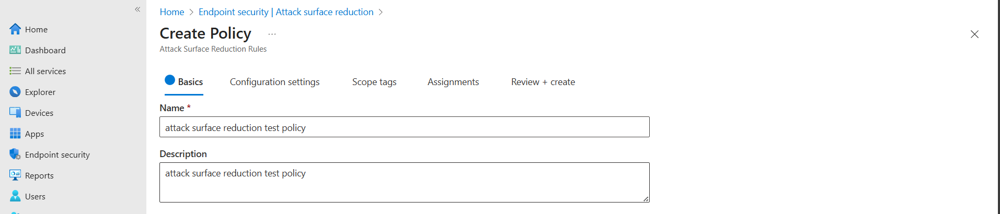 «
Home
Dashboard
All services
Explorer
Devices
Apps
Endpoint security
Reports
Users
Home > Endpoint security | Attack surface reduction >
Create Policy ...
Attack Surface Reduction Rules
Basics Configuration settings Scope tags Assignments Review + create
Name *
attack surface reduction test policy
Description
attack surface reduction test policy